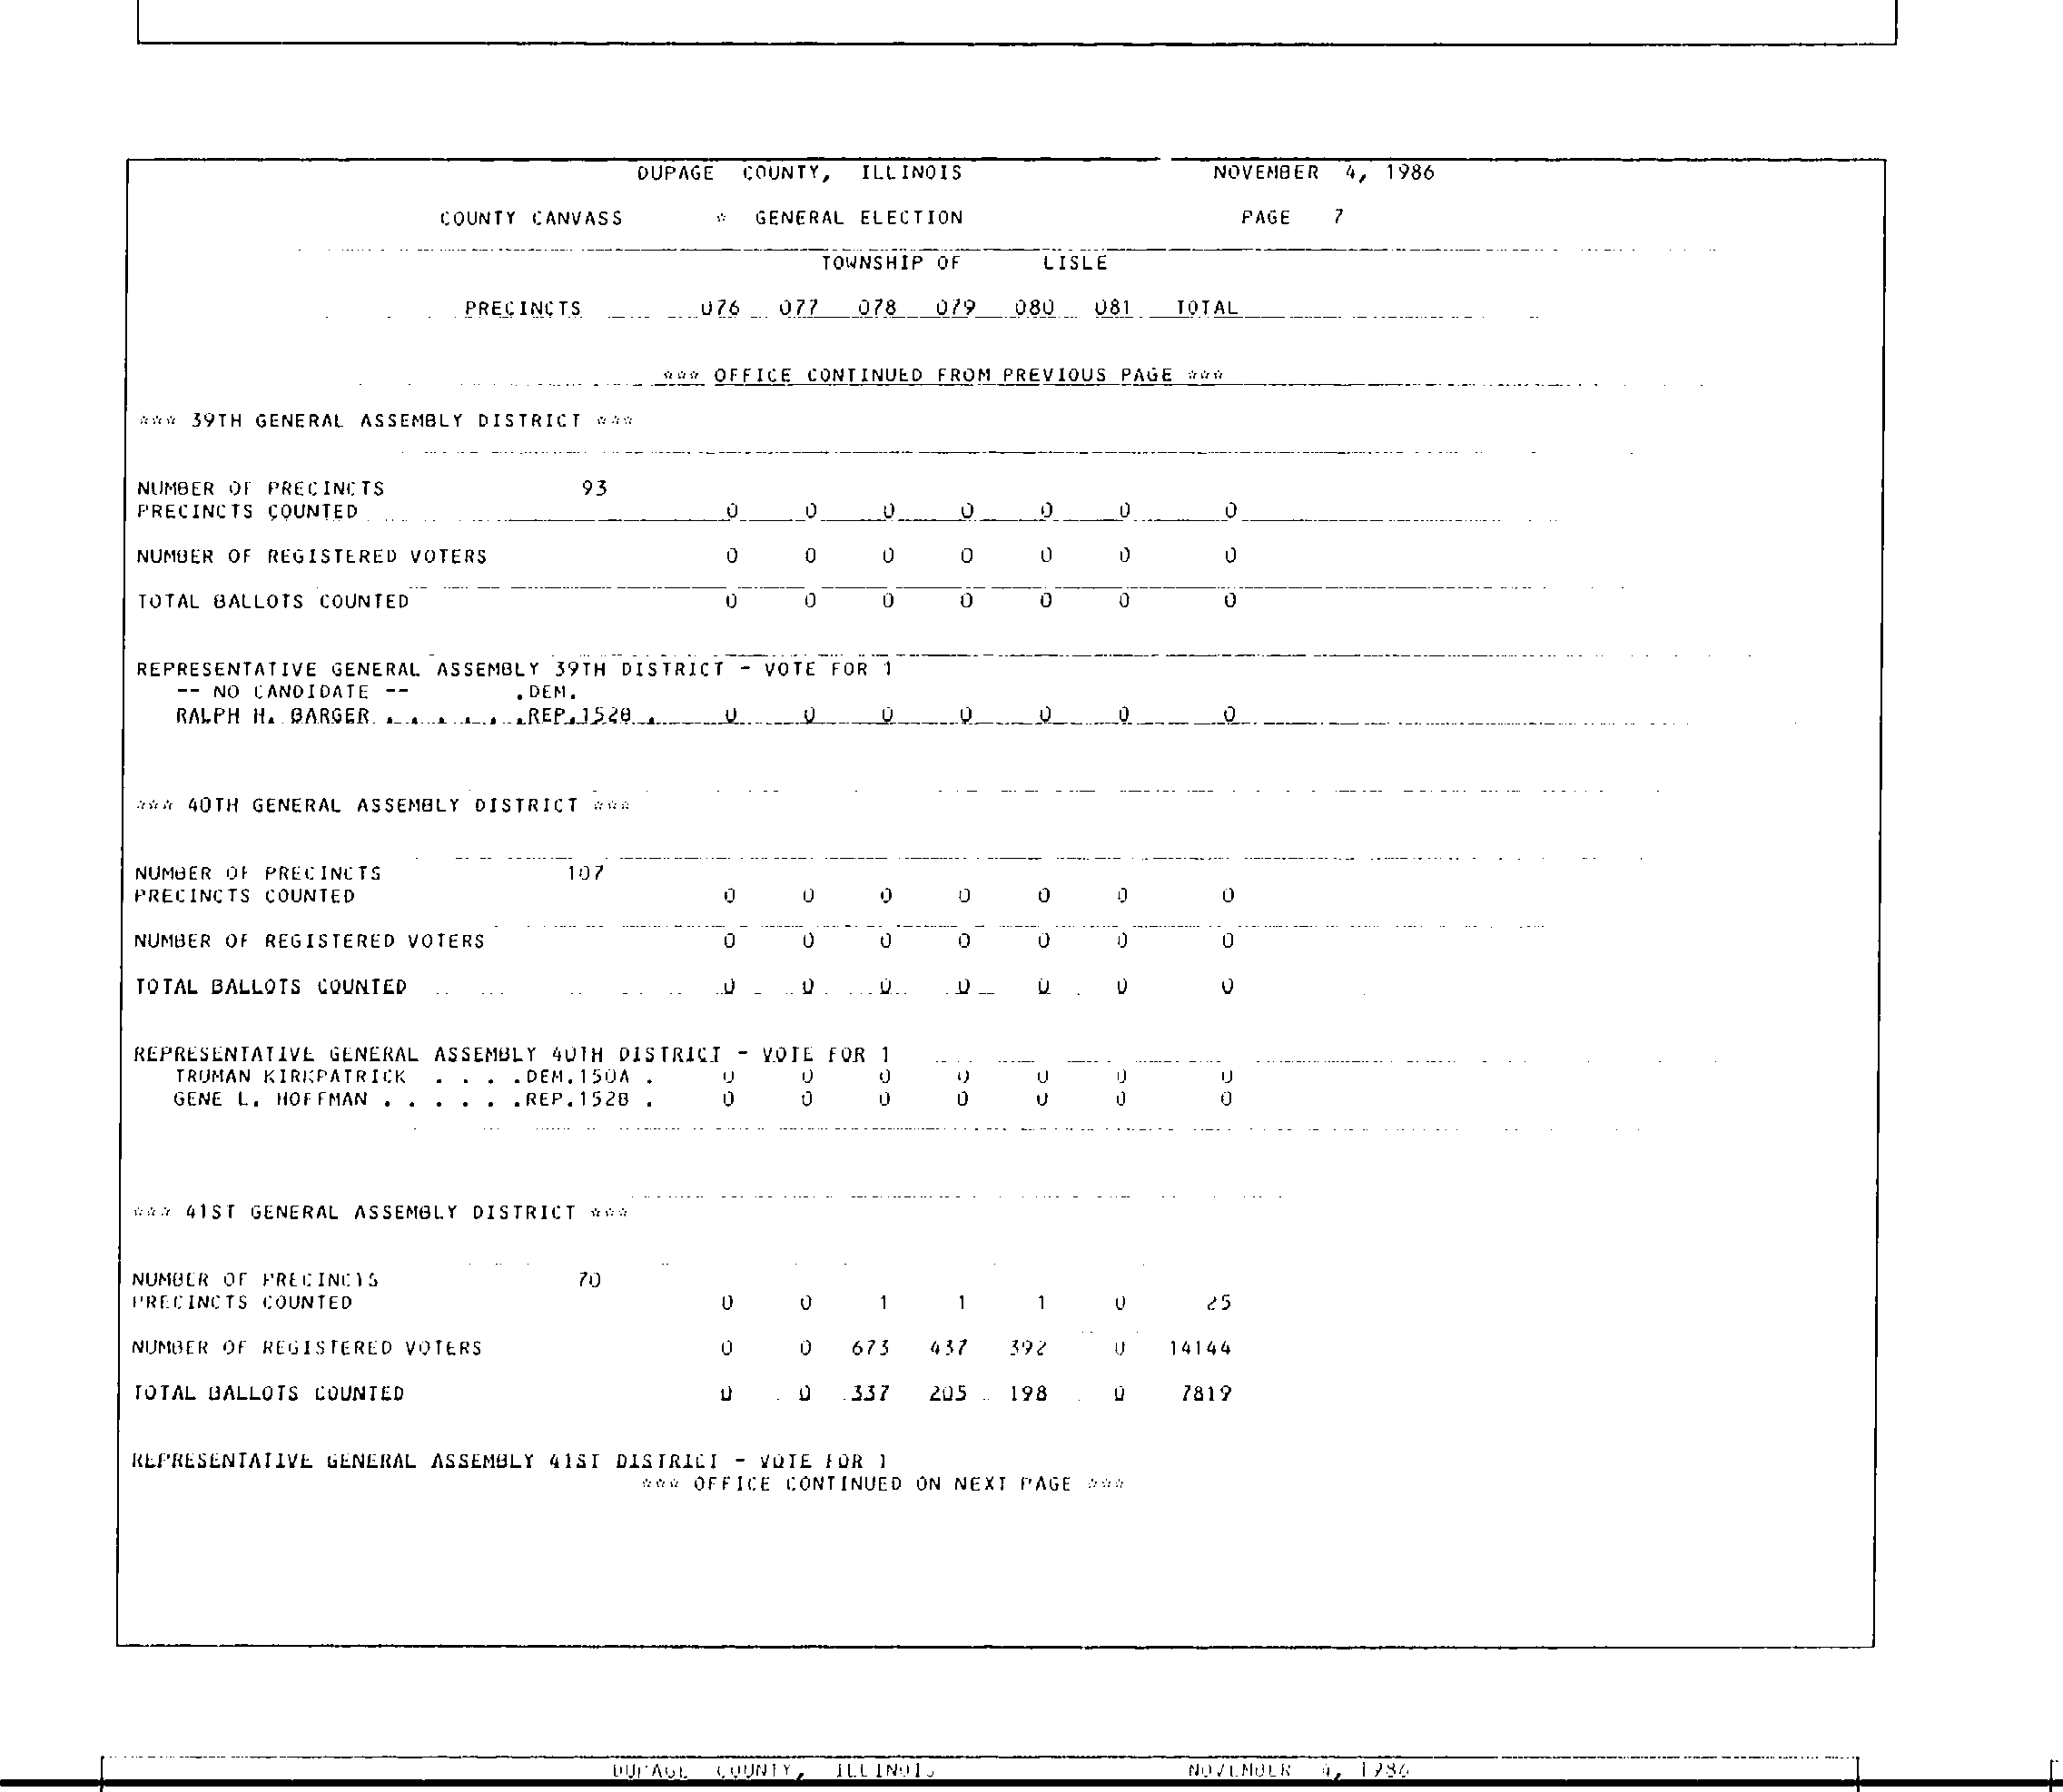 DUPAGE COUNTY, ILLINOIS NOVEMBER 4, 1986
COUNTY CANVASS * GENERAL ELECTION PAGE 7
TOWNSHIP OF LISLE
PRECINCTS 076 077 078 079 080 081 TOTAL
*** OFFICE CONTINUED FROM PREVIOUS PAGE ***
*** 39TH GENERAL ASSEMBLY DISTRICT ***
NUMBER OF PRECINCTS 93
PRECINCTS COUNTED 0 0 0 0 0 0 0
NUMBER OF REGISTERED VOTERS 0 0 0 0 0 0 0
TOTAL BALLOTS COUNTED 0 0 0 0 0 0 0
REPRESENTATIVE GENERAL ASSEMBLY 39TH DISTRICT - VOTE FOR 1
-- NO CANDIDATE -- .DEM.
RALPH H. BARGER . . . . . . .REP.152B . 0 0 0 0 0 0 0
*** 40TH GENERAL ASSEMBLY DISTRICT ***
NUMBER OF PRECINCTS 107
PRECINCTS COUNTED 0 0 0 0 0 0 0
NUMBER OF REGISTERED VOTERS 0 0 0 0 0 0 0
TOTAL BALLOTS COUNTED 0 0 0 0 0 0 0
REPRESENTATIVE GENERAL ASSEMBLY 40TH DISTRICT - VOTE FOR 1
TRUMAN KIRKPATRICK . . . .DEM.150A . 0 0 0 0 0 0 0
GENE L. HOFFMAN . . . . . .REP.152B . 0 0 0 0 0 0 0
*** 41ST GENERAL ASSEMBLY DISTRICT ***
NUMBER OF PRECINCTS 70
PRECINCTS COUNTED 0 0 1 1 1 0 25
NUMBER OF REGISTERED VOTERS 0 0 673 437 392 0 14144
TOTAL BALLOTS COUNTED 0 0 337 205 198 0 7819
REPRESENTATIVE GENERAL ASSEMBLY 41ST DISTRICT - VOTE FOR 1
*** OFFICE CONTINUED ON NEXT PAGE ***
DUPAGE COUNTY, ILLINOIS NOVEMBER 4, 1986